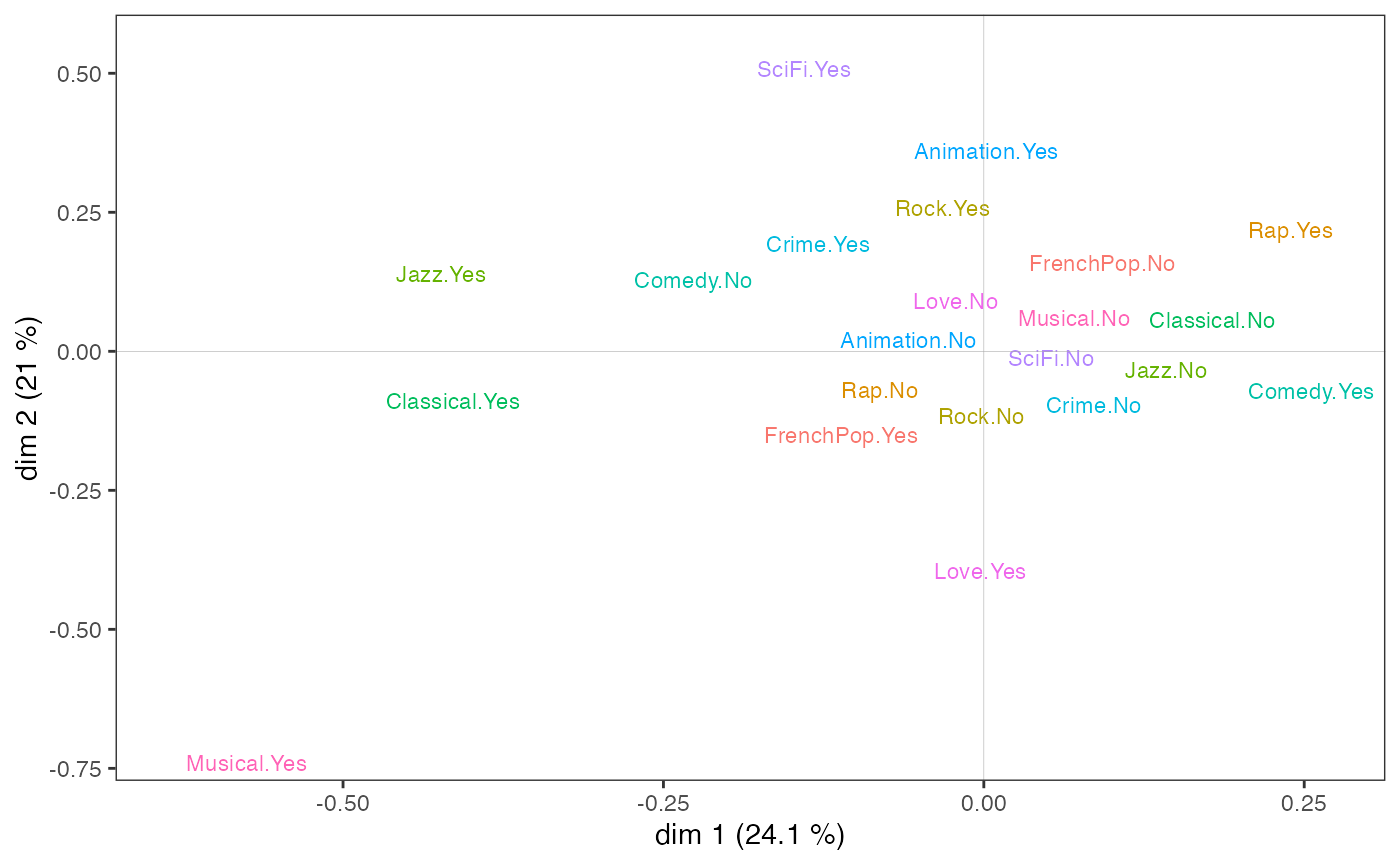 SciFi.Yes
0.50
Animation.Yes
Rock.Yes
0.25
Rap.Yes
Crime.Yes
FrenchPop.No
Jazz.Yes
Comedy.No
Love.No
Musical.No
Classical.No
Animation.No
0.00
SciFi.No
Jazz.No
Rap.No
Comedy.Yes
Classical.Yes
Crime.No
Rock.No
FrenchPop.Yes
-0.25
Love.Yes
-0.50
Musical.Yes
-0.75
dim 2 (21 %)
-0.50
-0.25
0.00
0.25
dim 1 (24.1 %)